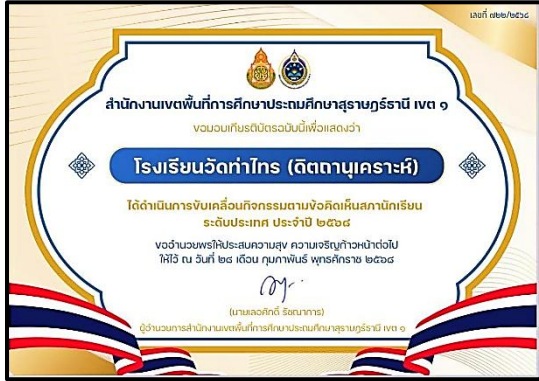 เลขที่ ๗๒๒/๒๕๖๘
สำนักงานเขตพื้นที่การศึกษาประถมศึกษาสุราษฎร์ธานี เขต ๑
ขอมอบเกียรติบัตรฉบับนี้เพื่อแสดงว่า
โรงเรียนวัดท่าไทร (ดิตถานุเคราะห์)
ได้ดำเนินการขับเคลื่อนกิจกรรมตามข้อคิดเห็นสภานักเรียน
ระดับประเทศ ประจำปี ๒๕๖๘
ขออำนวยพรให้ประสบความสุข ความเจริญก้าวหน้าต่อไป
ให้ไว้ ณ วันที่ ๒๘ เดือน กุมภาพันธ์ พุทธศักราช ๒๕๖๘
ผู้อำนวยการสำนักงานเขตพื้นที่การศึกษาประถมศึกษาสุราษฎร์ธานี เขต ๑